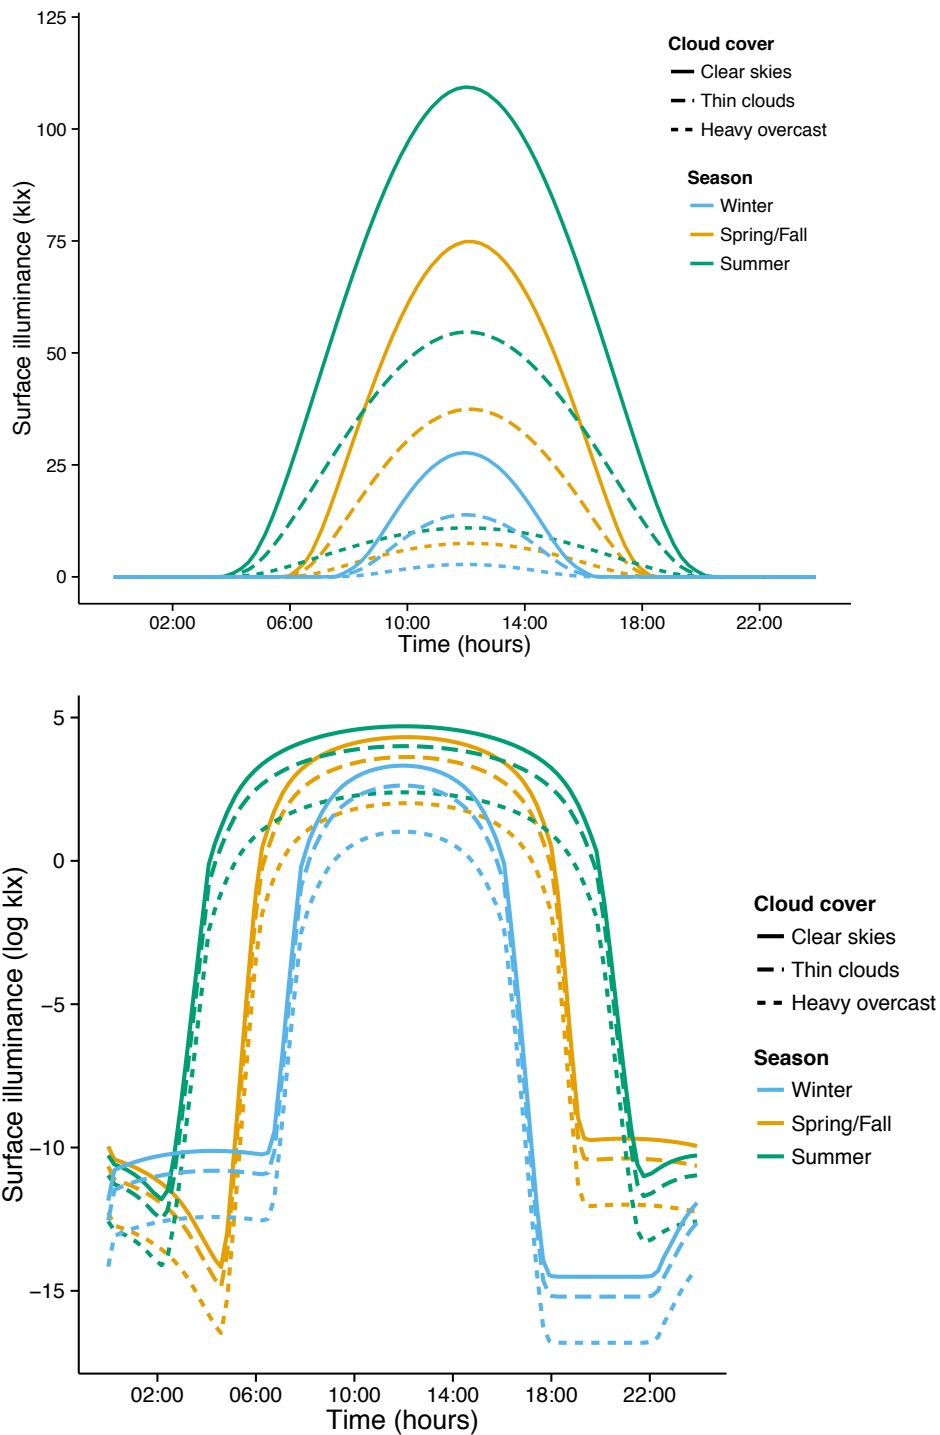 125
100
75
50
25
0
Surface illuminance (klx)
Cloud cover
Clear skies
Thin clouds
Heavy overcast
Season
Winter
Spring/Fall
Summer
02:00 06:00 10:00 14:00 18:00 22:00
Time (hours)
5
0
−5
−10
−15
Surface illuminance (log klx)
Cloud cover
Clear skies
Thin clouds
Heavy overcast
Season
Winter
Spring/Fall
Summer
02:00 06:00 10:00 14:00 18:00 22:00
Time (hours)